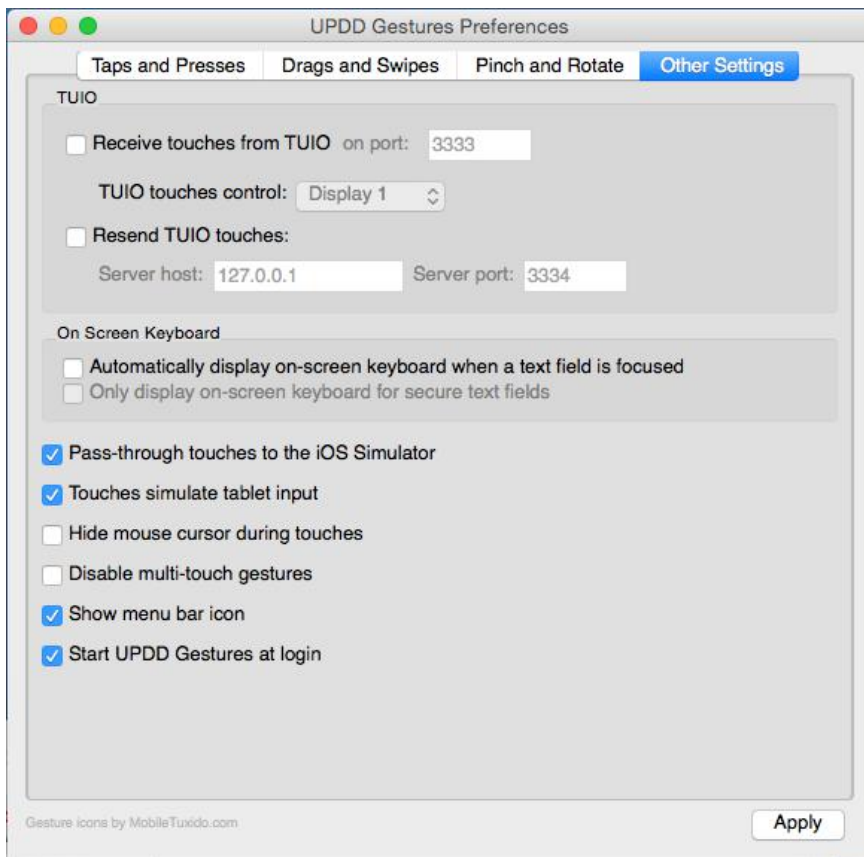 UPDD Gestures Preferences
Taps and Presses Drags and Swipes Pinch and Rotate Other Settings
TUIO
Receive touches from TUIO on port: 3333
TUIO touches control: Display 1
Resend TUIO touches:
Server host: 127.0.0.1 Server port: 3334
On Screen Keyboard
Automatically display on-screen keyboard when a text field is focused
Only display on-screen keyboard for secure text fields
Pass-through touches to the iOS Simulator
Touches simulate tablet input
Hide mouse cursor during touches
Disable multi-touch gestures
Show menu bar icon
Start UPDD Gestures at login
Gesture icons by MobileTuxido.com Apply